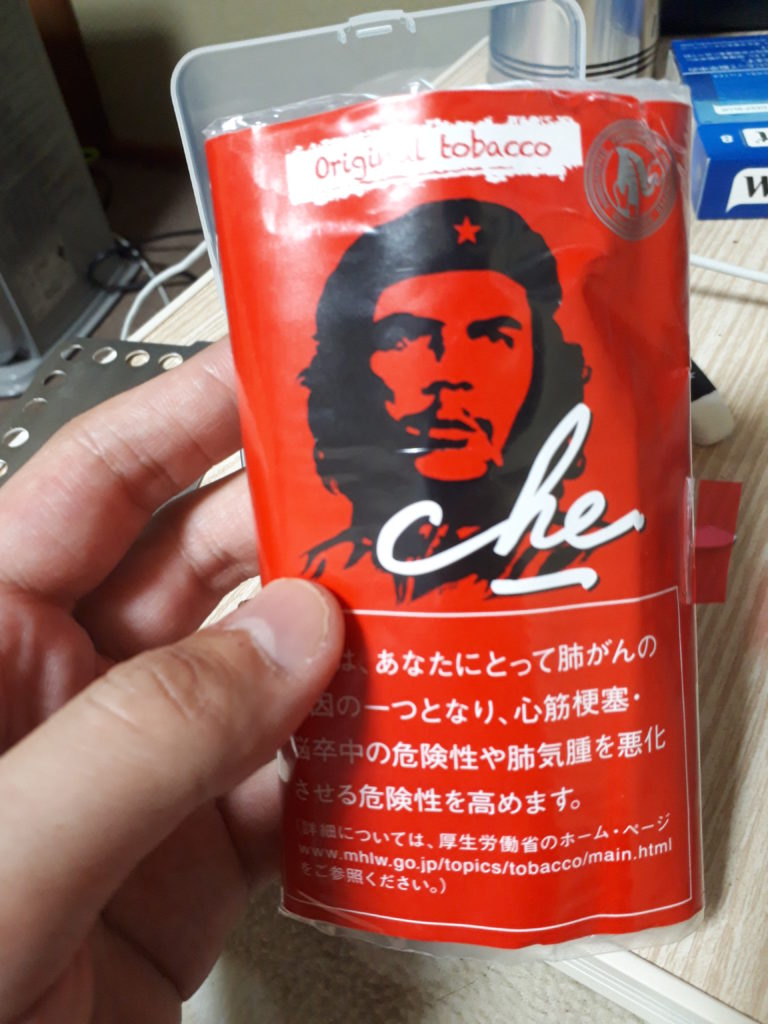 Original tobacco
che
は、あなたにとって肺がんの
因の一つとなり、心筋梗塞・
脳卒中の危険性や肺気腫を悪化
させる危険性を高めます。
(詳細については、厚生労働省のホーム・ページ
www.mhlw.go.jp/topics/tobacco/main.html
をご参照ください。)
W